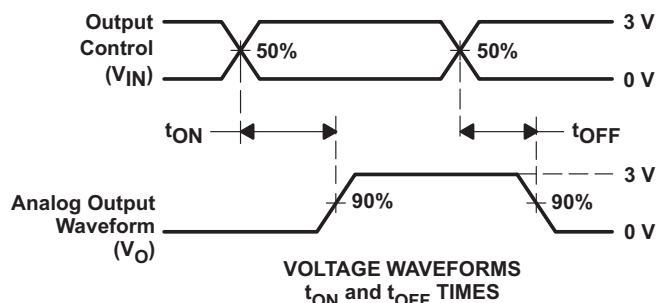 Output
Control
(VIN)
50%
50%
3 V
0 V
tON
tOFF
Analog Output
Waveform
(VO)
90%
90%
3 V
0 V
VOLTAGE WAVEFORMS
tON and tOFF TIMES